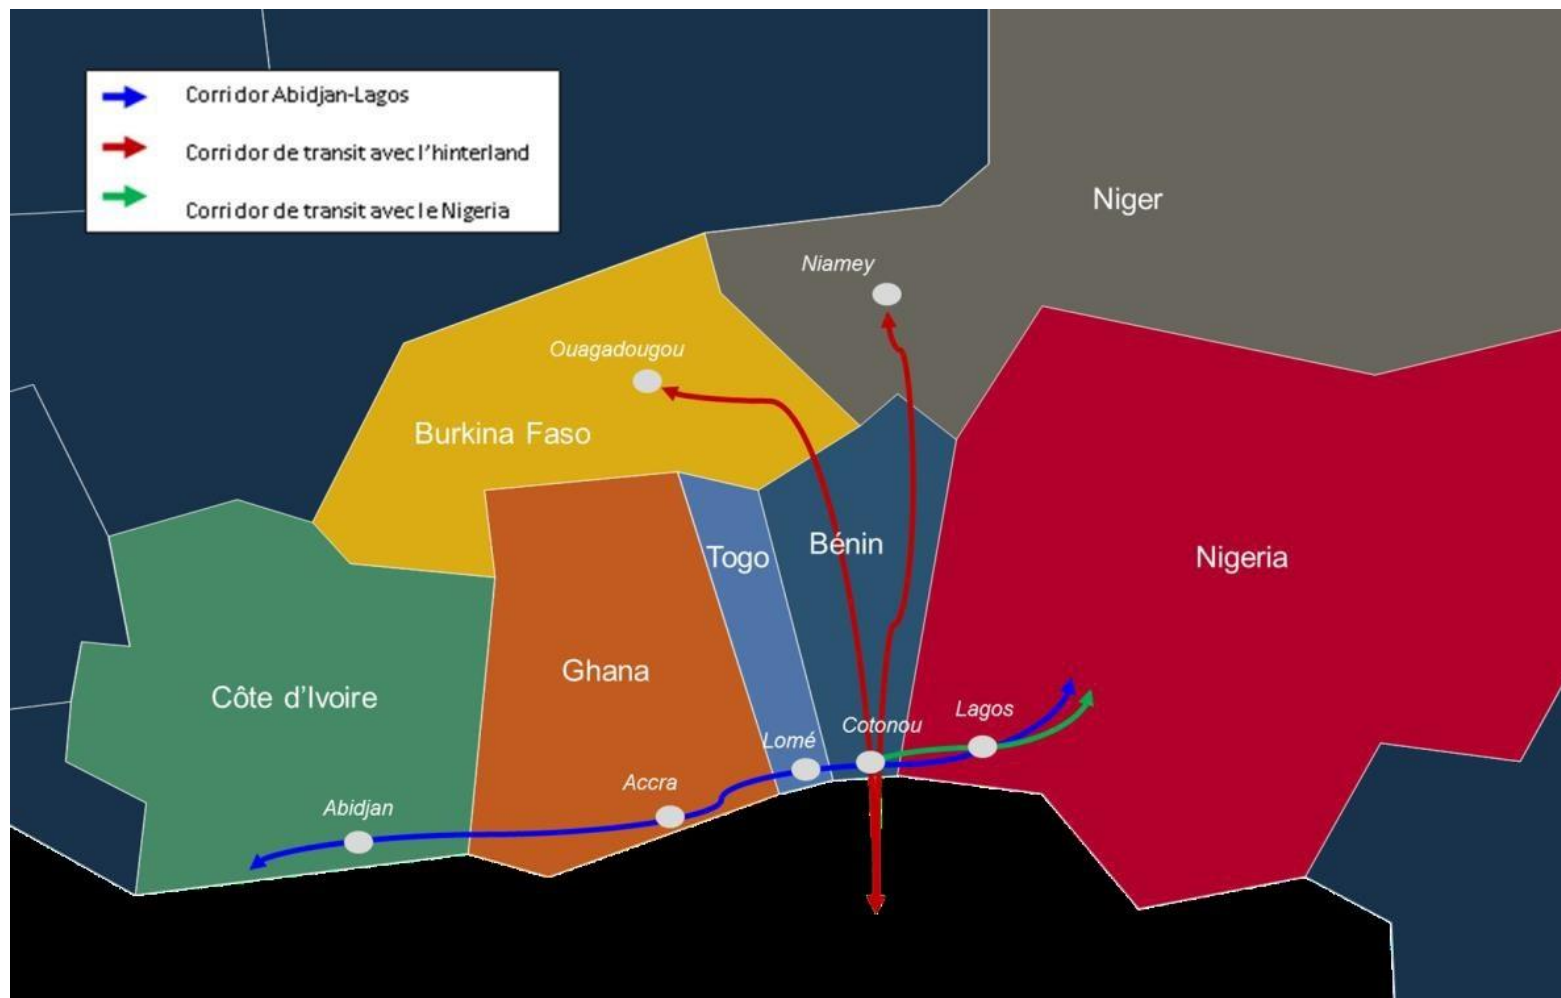 Corridor Abidjan-Lagos
Corridor de transit avec l'hinterland
Corridor de transit avec le Nigeria
Niger
Niamey
Ouagadougou
Burkina Faso
Togo
Bénin
Nigeria
Ghana
Côte d'Ivoire
Lagos
Cotonou
Lomé
Accra
Abidjan